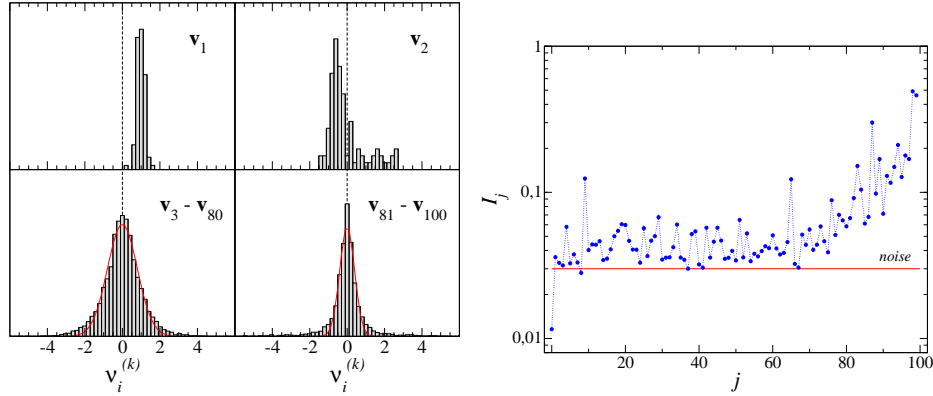 v₁ v₂
v₃ - v₈₀ v₈₁ - v₁₀₀
-4 -2 0 2 4 -4 -2 0 2 4
νᵢ⁽ᵏ⁾ νᵢ⁽ᵏ⁾
1
0,1
0,01
Iⱼ
noise
0 20 40 60 80 100
j